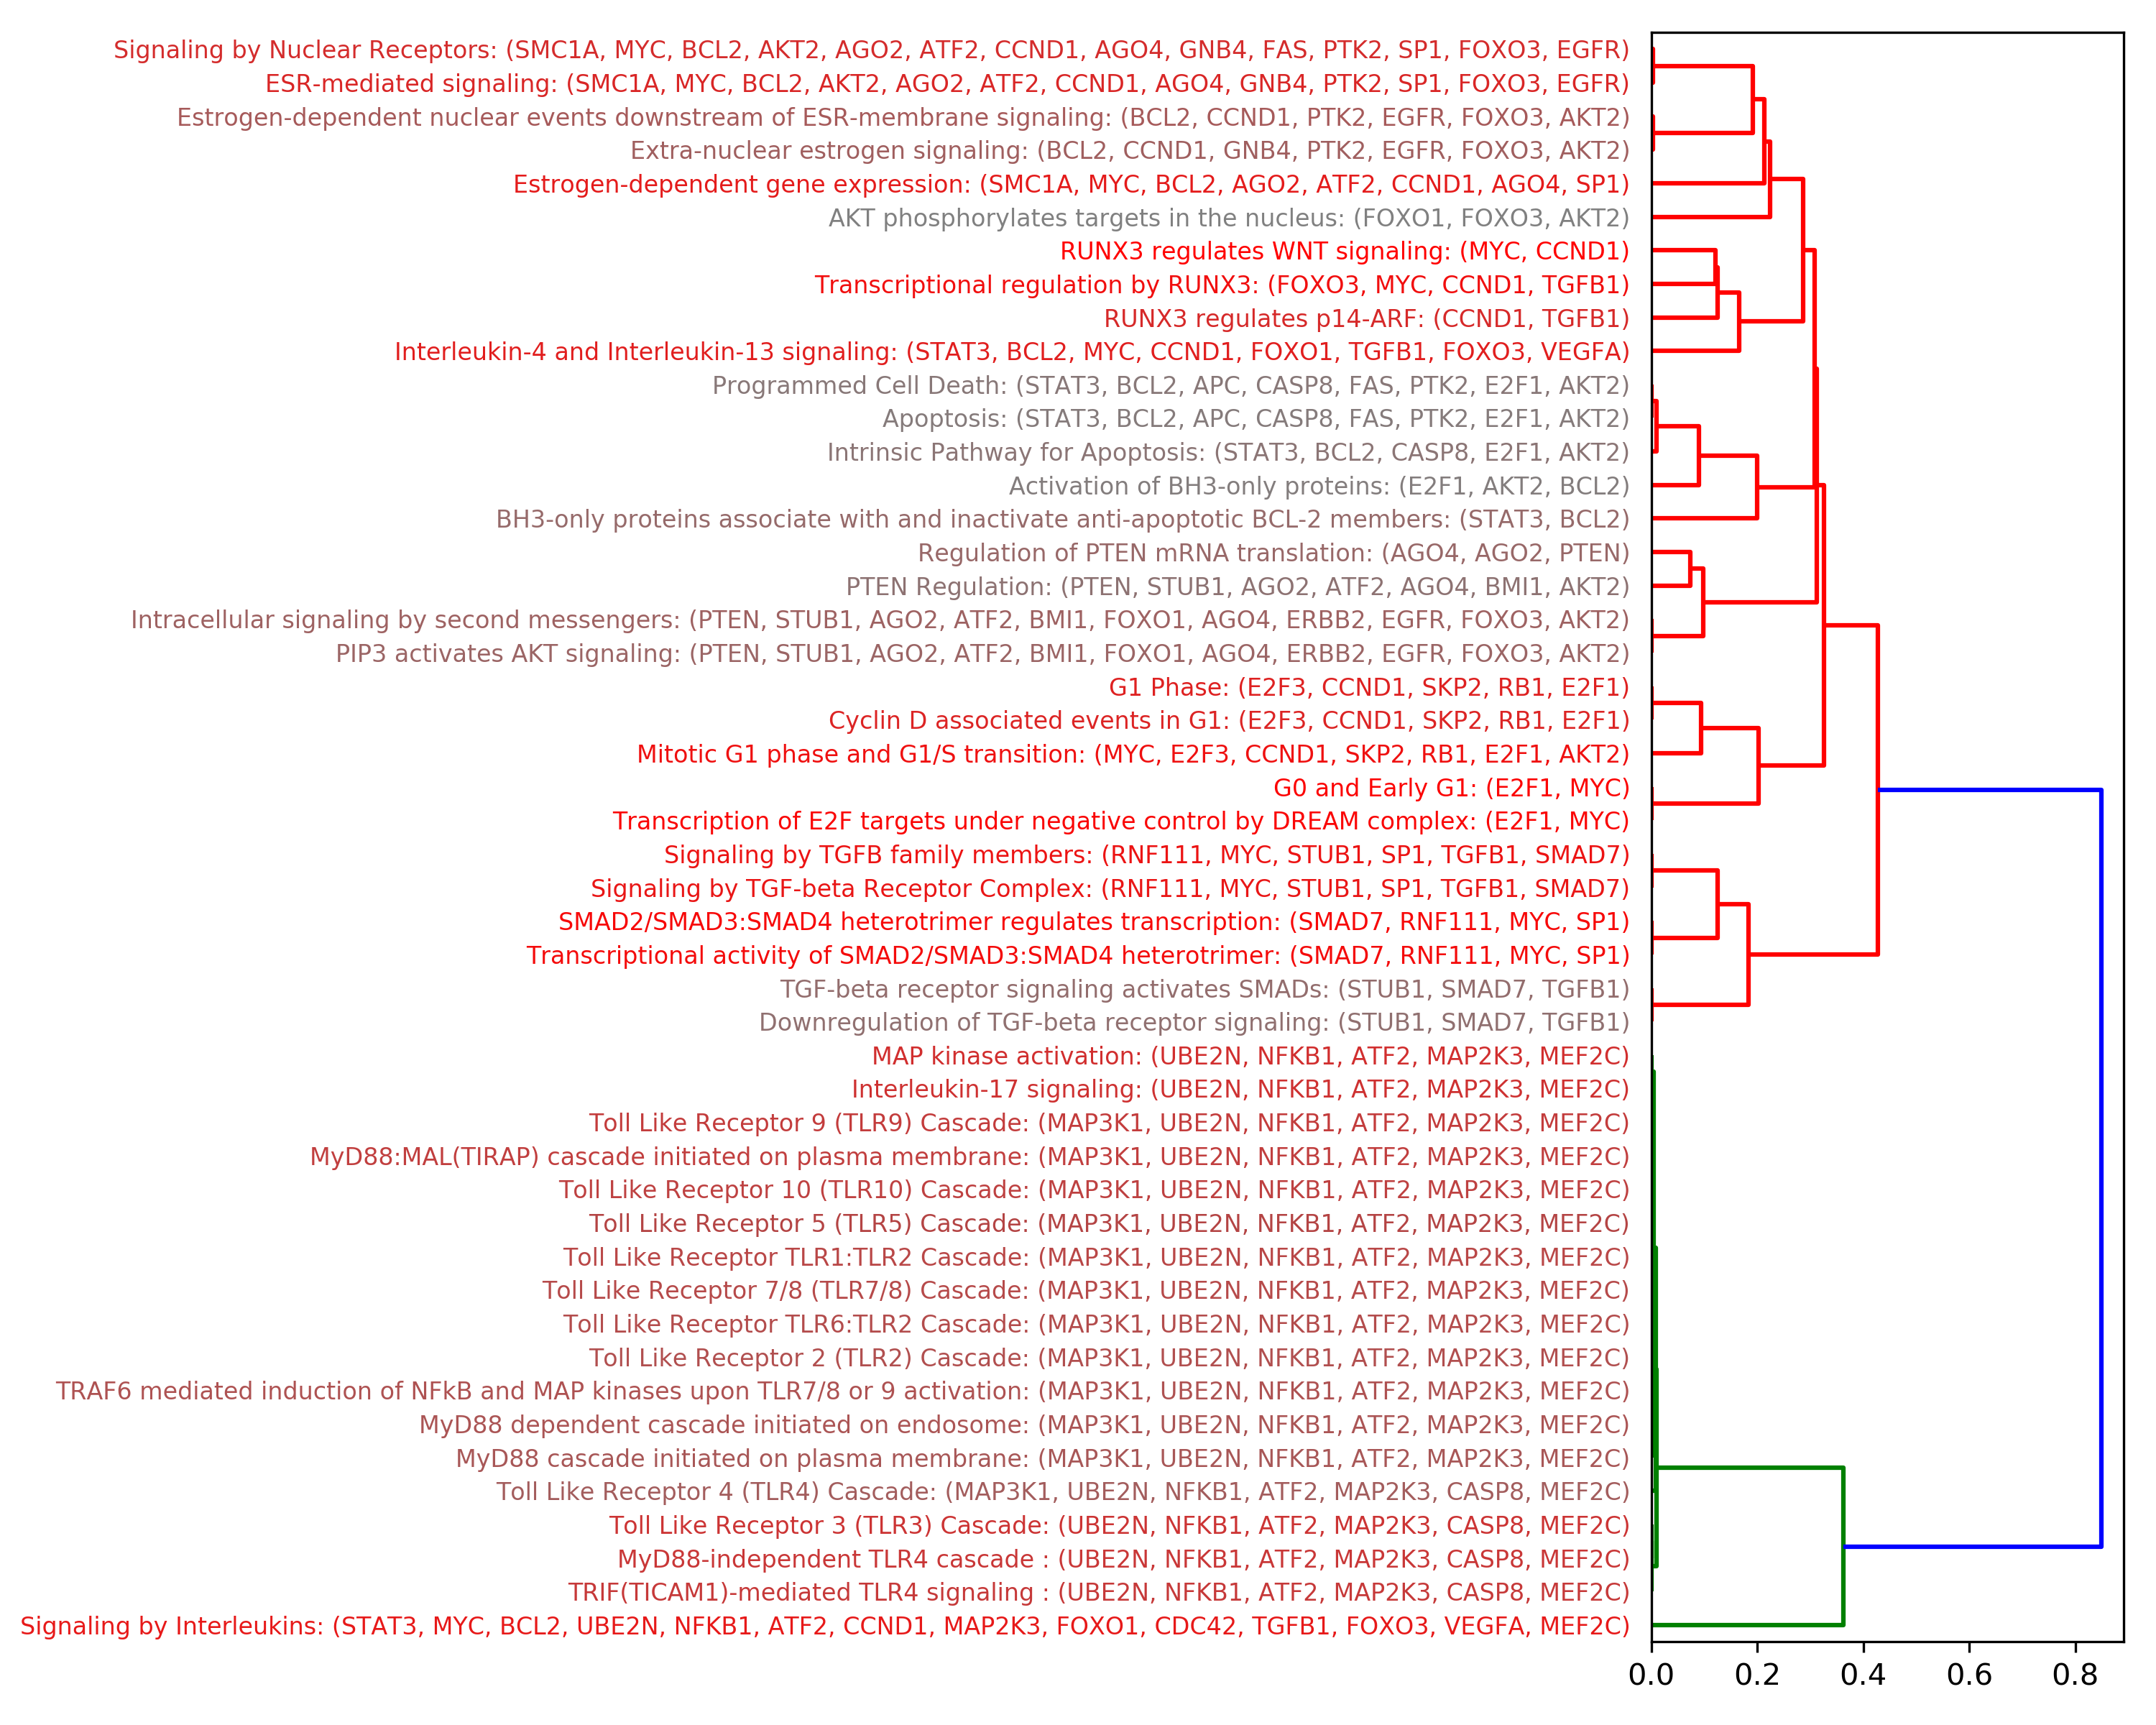 Signaling by Nuclear Receptors: (SMC1A, MYC, BCL2, AKT2, AGO2, ATF2, CCND1, AGO4, GNB4, FAS, PTK2, SP1, FOXO3, EGFR)
ESR-mediated signaling: (SMC1A, MYC, BCL2, AKT2, AGO2, ATF2, CCND1, AGO4, GNB4, PTK2, SP1, FOXO3, EGFR)
Estrogen-dependent nuclear events downstream of ESR-membrane signaling: (BCL2, CCND1, PTK2, EGFR, FOXO3, AKT2)
Extra-nuclear estrogen signaling: (BCL2, CCND1, GNB4, PTK2, EGFR, FOXO3, AKT2)
Estrogen-dependent gene expression: (SMC1A, MYC, BCL2, AGO2, ATF2, CCND1, AGO4, SP1)
AKT phosphorylates targets in the nucleus: (FOXO1, FOXO3, AKT2)
RUNX3 regulates WNT signaling: (MYC, CCND1)
Transcriptional regulation by RUNX3: (FOXO3, MYC, CCND1, TGFB1)
RUNX3 regulates p14-ARF: (CCND1, TGFB1)
Interleukin-4 and Interleukin-13 signaling: (STAT3, BCL2, MYC, CCND1, FOXO1, TGFB1, FOXO3, VEGFA)
Programmed Cell Death: (STAT3, BCL2, APC, CASP8, FAS, PTK2, E2F1, AKT2)
Apoptosis: (STAT3, BCL2, APC, CASP8, FAS, PTK2, E2F1, AKT2)
Intrinsic Pathway for Apoptosis: (STAT3, BCL2, CASP8, E2F1, AKT2)
Activation of BH3-only proteins: (E2F1, AKT2, BCL2)
BH3-only proteins associate with and inactivate anti-apoptotic BCL-2 members: (STAT3, BCL2)
Regulation of PTEN mRNA translation: (AGO4, AGO2, PTEN)
PTEN Regulation: (PTEN, STUB1, AGO2, ATF2, AGO4, BMI1, AKT2)
Intracellular signaling by second messengers: (PTEN, STUB1, AGO2, ATF2, BMI1, FOXO1, AGO4, ERBB2, EGFR, FOXO3, AKT2)
PIP3 activates AKT signaling: (PTEN, STUB1, AGO2, ATF2, BMI1, FOXO1, AGO4, ERBB2, EGFR, FOXO3, AKT2)
G1 Phase: (E2F3, CCND1, SKP2, RB1, E2F1)
Cyclin D associated events in G1: (E2F3, CCND1, SKP2, RB1, E2F1)
Mitotic G1 phase and G1/S transition: (MYC, E2F3, CCND1, SKP2, RB1, E2F1, AKT2)
G0 and Early G1: (E2F1, MYC)
Transcription of E2F targets under negative control by DREAM complex: (E2F1, MYC)
Signaling by TGFB family members: (RNF111, MYC, STUB1, SP1, TGFB1, SMAD7)
Signaling by TGF-beta Receptor Complex: (RNF111, MYC, STUB1, SP1, TGFB1, SMAD7)
SMAD2/SMAD3:SMAD4 heterotrimer regulates transcription: (SMAD7, RNF111, MYC, SP1)
Transcriptional activity of SMAD2/SMAD3:SMAD4 heterotrimer: (SMAD7, RNF111, MYC, SP1)
TGF-beta receptor signaling activates SMADs: (STUB1, SMAD7, TGFB1)
Downregulation of TGF-beta receptor signaling: (STUB1, SMAD7, TGFB1)
MAP kinase activation: (UBE2N, NFKB1, ATF2, MAP2K3, MEF2C)
Interleukin-17 signaling: (UBE2N, NFKB1, ATF2, MAP2K3, MEF2C)
Toll Like Receptor 9 (TLR9) Cascade: (MAP3K1, UBE2N, NFKB1, ATF2, MAP2K3, MEF2C)
MyD88:MAL(TIRAP) cascade initiated on plasma membrane: (MAP3K1, UBE2N, NFKB1, ATF2, MAP2K3, MEF2C)
Toll Like Receptor 10 (TLR10) Cascade: (MAP3K1, UBE2N, NFKB1, ATF2, MAP2K3, MEF2C)
Toll Like Receptor 5 (TLR5) Cascade: (MAP3K1, UBE2N, NFKB1, ATF2, MAP2K3, MEF2C)
Toll Like Receptor TLR1:TLR2 Cascade: (MAP3K1, UBE2N, NFKB1, ATF2, MAP2K3, MEF2C)
Toll Like Receptor 7/8 (TLR7/8) Cascade: (MAP3K1, UBE2N, NFKB1, ATF2, MAP2K3, MEF2C)
Toll Like Receptor TLR6:TLR2 Cascade: (MAP3K1, UBE2N, NFKB1, ATF2, MAP2K3, MEF2C)
Toll Like Receptor 2 (TLR2) Cascade: (MAP3K1, UBE2N, NFKB1, ATF2, MAP2K3, MEF2C)
TRAF6 mediated induction of NFkB and MAP kinases upon TLR7/8 or 9 activation: (MAP3K1, UBE2N, NFKB1, ATF2, MAP2K3, MEF2C)
MyD88 dependent cascade initiated on endosome: (MAP3K1, UBE2N, NFKB1, ATF2, MAP2K3, MEF2C)
MyD88 cascade initiated on plasma membrane: (MAP3K1, UBE2N, NFKB1, ATF2, MAP2K3, MEF2C)
Toll Like Receptor 4 (TLR4) Cascade: (MAP3K1, UBE2N, NFKB1, ATF2, MAP2K3, CASP8, MEF2C)
Toll Like Receptor 3 (TLR3) Cascade: (UBE2N, NFKB1, ATF2, MAP2K3, CASP8, MEF2C)
MyD88-independent TLR4 cascade : (UBE2N, NFKB1, ATF2, MAP2K3, CASP8, MEF2C)
TRIF(TICAM1)-mediated TLR4 signaling : (UBE2N, NFKB1, ATF2, MAP2K3, CASP8, MEF2C)
Signaling by Interleukins: (STAT3, MYC, BCL2, UBE2N, NFKB1, ATF2, CCND1, MAP2K3, FOXO1, CDC42, TGFB1, FOXO3, VEGFA, MEF2C)
0.0 0.2 0.4 0.6 0.8